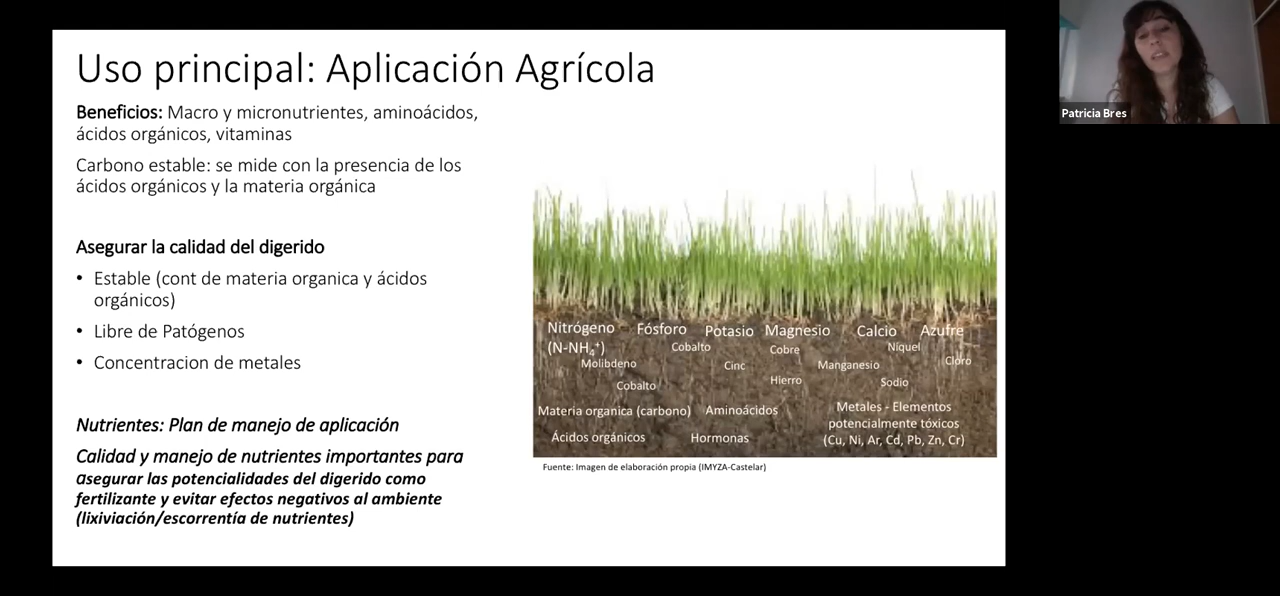 Uso principal: Aplicación Agrícola
Beneficios: Macro y micronutrientes, aminoácidos,
ácidos orgánicos, vitaminas
Carbono estable: se mide con la presencia de los
ácidos orgánicos y la materia orgánica
Asegurar la calidad del digerido
• Estable (cont de materia organica y ácidos
orgánicos)
• Libre de Patógenos
• Concentracion de metales
Nutrientes: Plan de manejo de aplicación
Calidad y manejo de nutrientes importantes para
asegurar las potencialidades del digerido como
fertilizante y evitar efectos negativos al ambiente
(lixiviación/escorrentía de nutrientes)
Nitrógeno Fósforo Potasio Magnesio Calcio Azufre
(N-NH₄⁺) Cobalto Cobre Níquel
Molibdeno Cinc Manganesio Cloro
Cobalto Hierro Sodio
Materia organica (carbono) Aminoácidos
Ácidos orgánicos Hormonas
Metales - Elementos
potencialmente tóxicos
(Cu, Ni, Ar, Cd, Pb, Zn, Cr)
Fuente: Imagen de elaboración propia (IMYZA-Castelar)
Patricia Bres